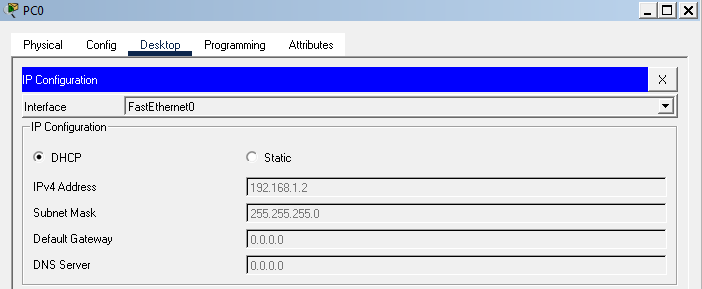 PC0
Physical Config Desktop Programming Attributes
IP Configuration X
Interface FastEthernet0
IP Configuration
DHCP Static
IPv4 Address 192.168.1.2
Subnet Mask 255.255.255.0
Default Gateway 0.0.0.0
DNS Server 0.0.0.0